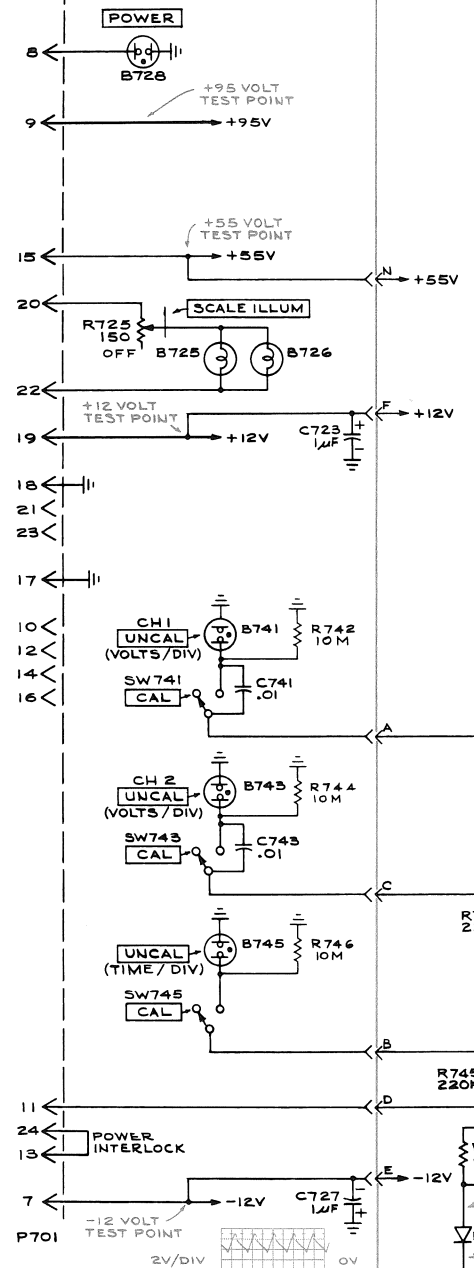 POWER
8
B728
+95 VOLT
TEST POINT
9
+95V
+55 VOLT
TEST POINT
15
+55V
N
+55V
20
SCALE ILLUM
R725
150
OFF
B725
B726
22
+12 VOLT
TEST POINT
F
+12V
19
+12V
C723
1µF
+
-
18
21
23
17
10
12
14
16
CH1
UNCAL
(VOLTS/DIV)
B741
R742
10M
SW741
CAL
C741
.01
A
CH 2
UNCAL
(VOLTS/DIV)
B743
R744
10M
SW743
CAL
C743
.01
C
UNCAL
(TIME/DIV)
B745
R746
10M
SW745
CAL
B
R745
220K
11
D
24
13
POWER
INTERLOCK
E
-12V
7
-12V
C727
1µF
-
+
P701
-12 VOLT
TEST POINT
2V/DIV
0V